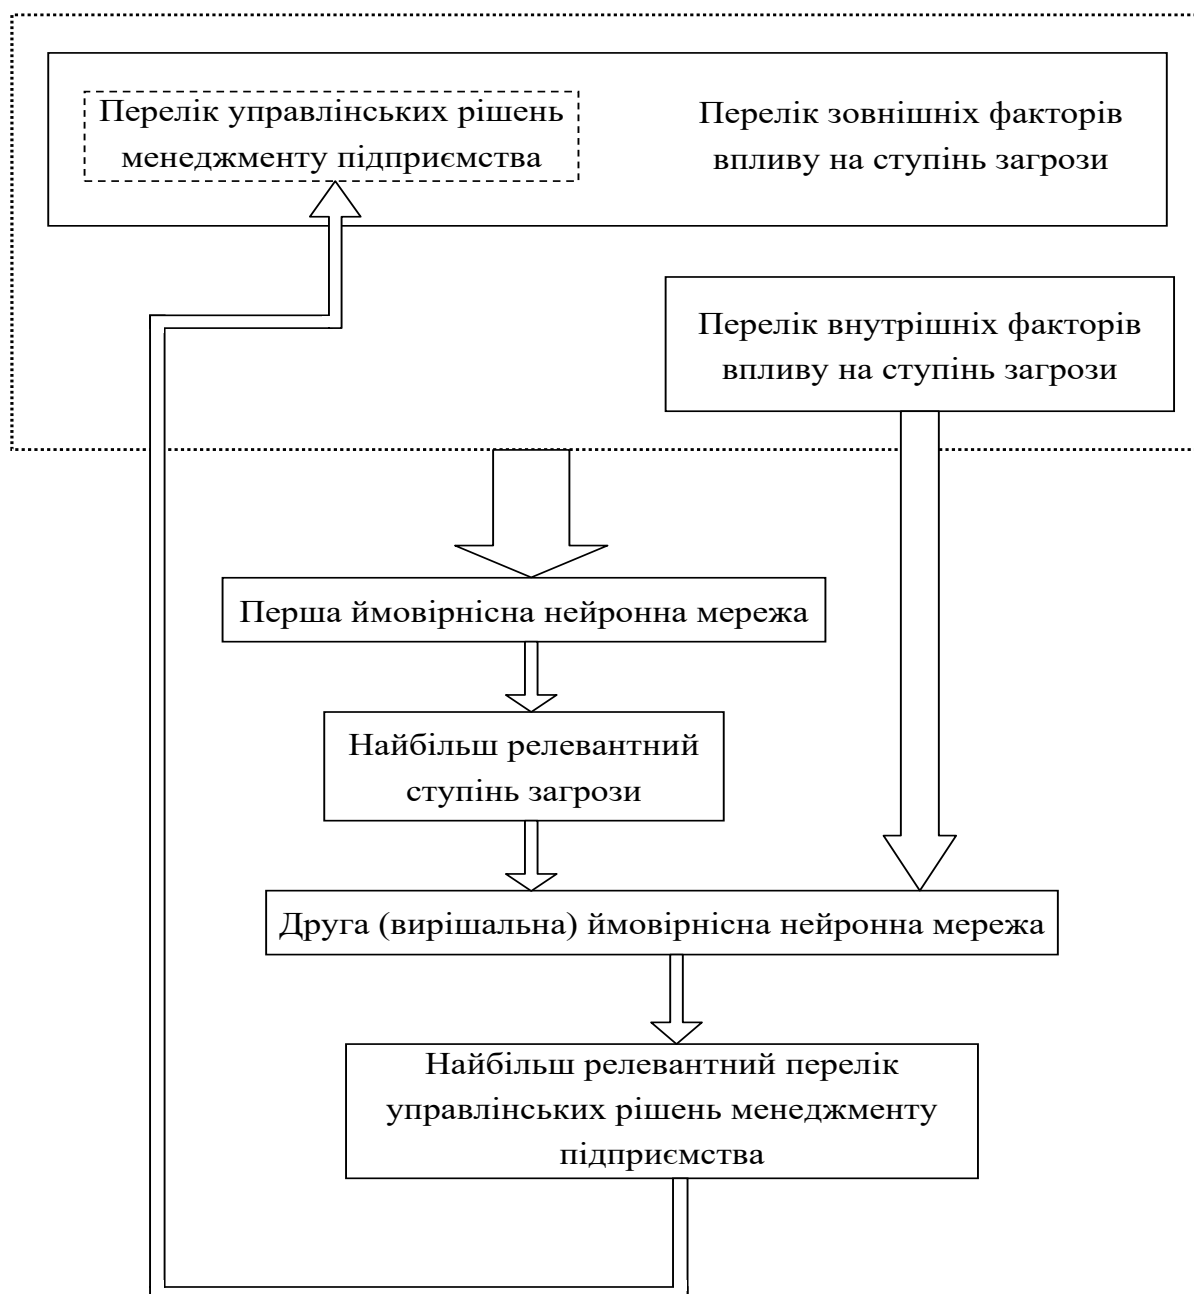 Перелік управлінських рішень
менеджменту підприємства
Перелік зовнішніх факторів
впливу на ступінь загрози
Перелік внутрішніх факторів
впливу на ступінь загрози
Перша ймовірнісна нейронна мережа
Найбільш релевантний
ступінь загрози
Друга (вирішальна) ймовірнісна нейронна мережа
Найбільш релевантний перелік
управлінських рішень менеджменту
підприємства